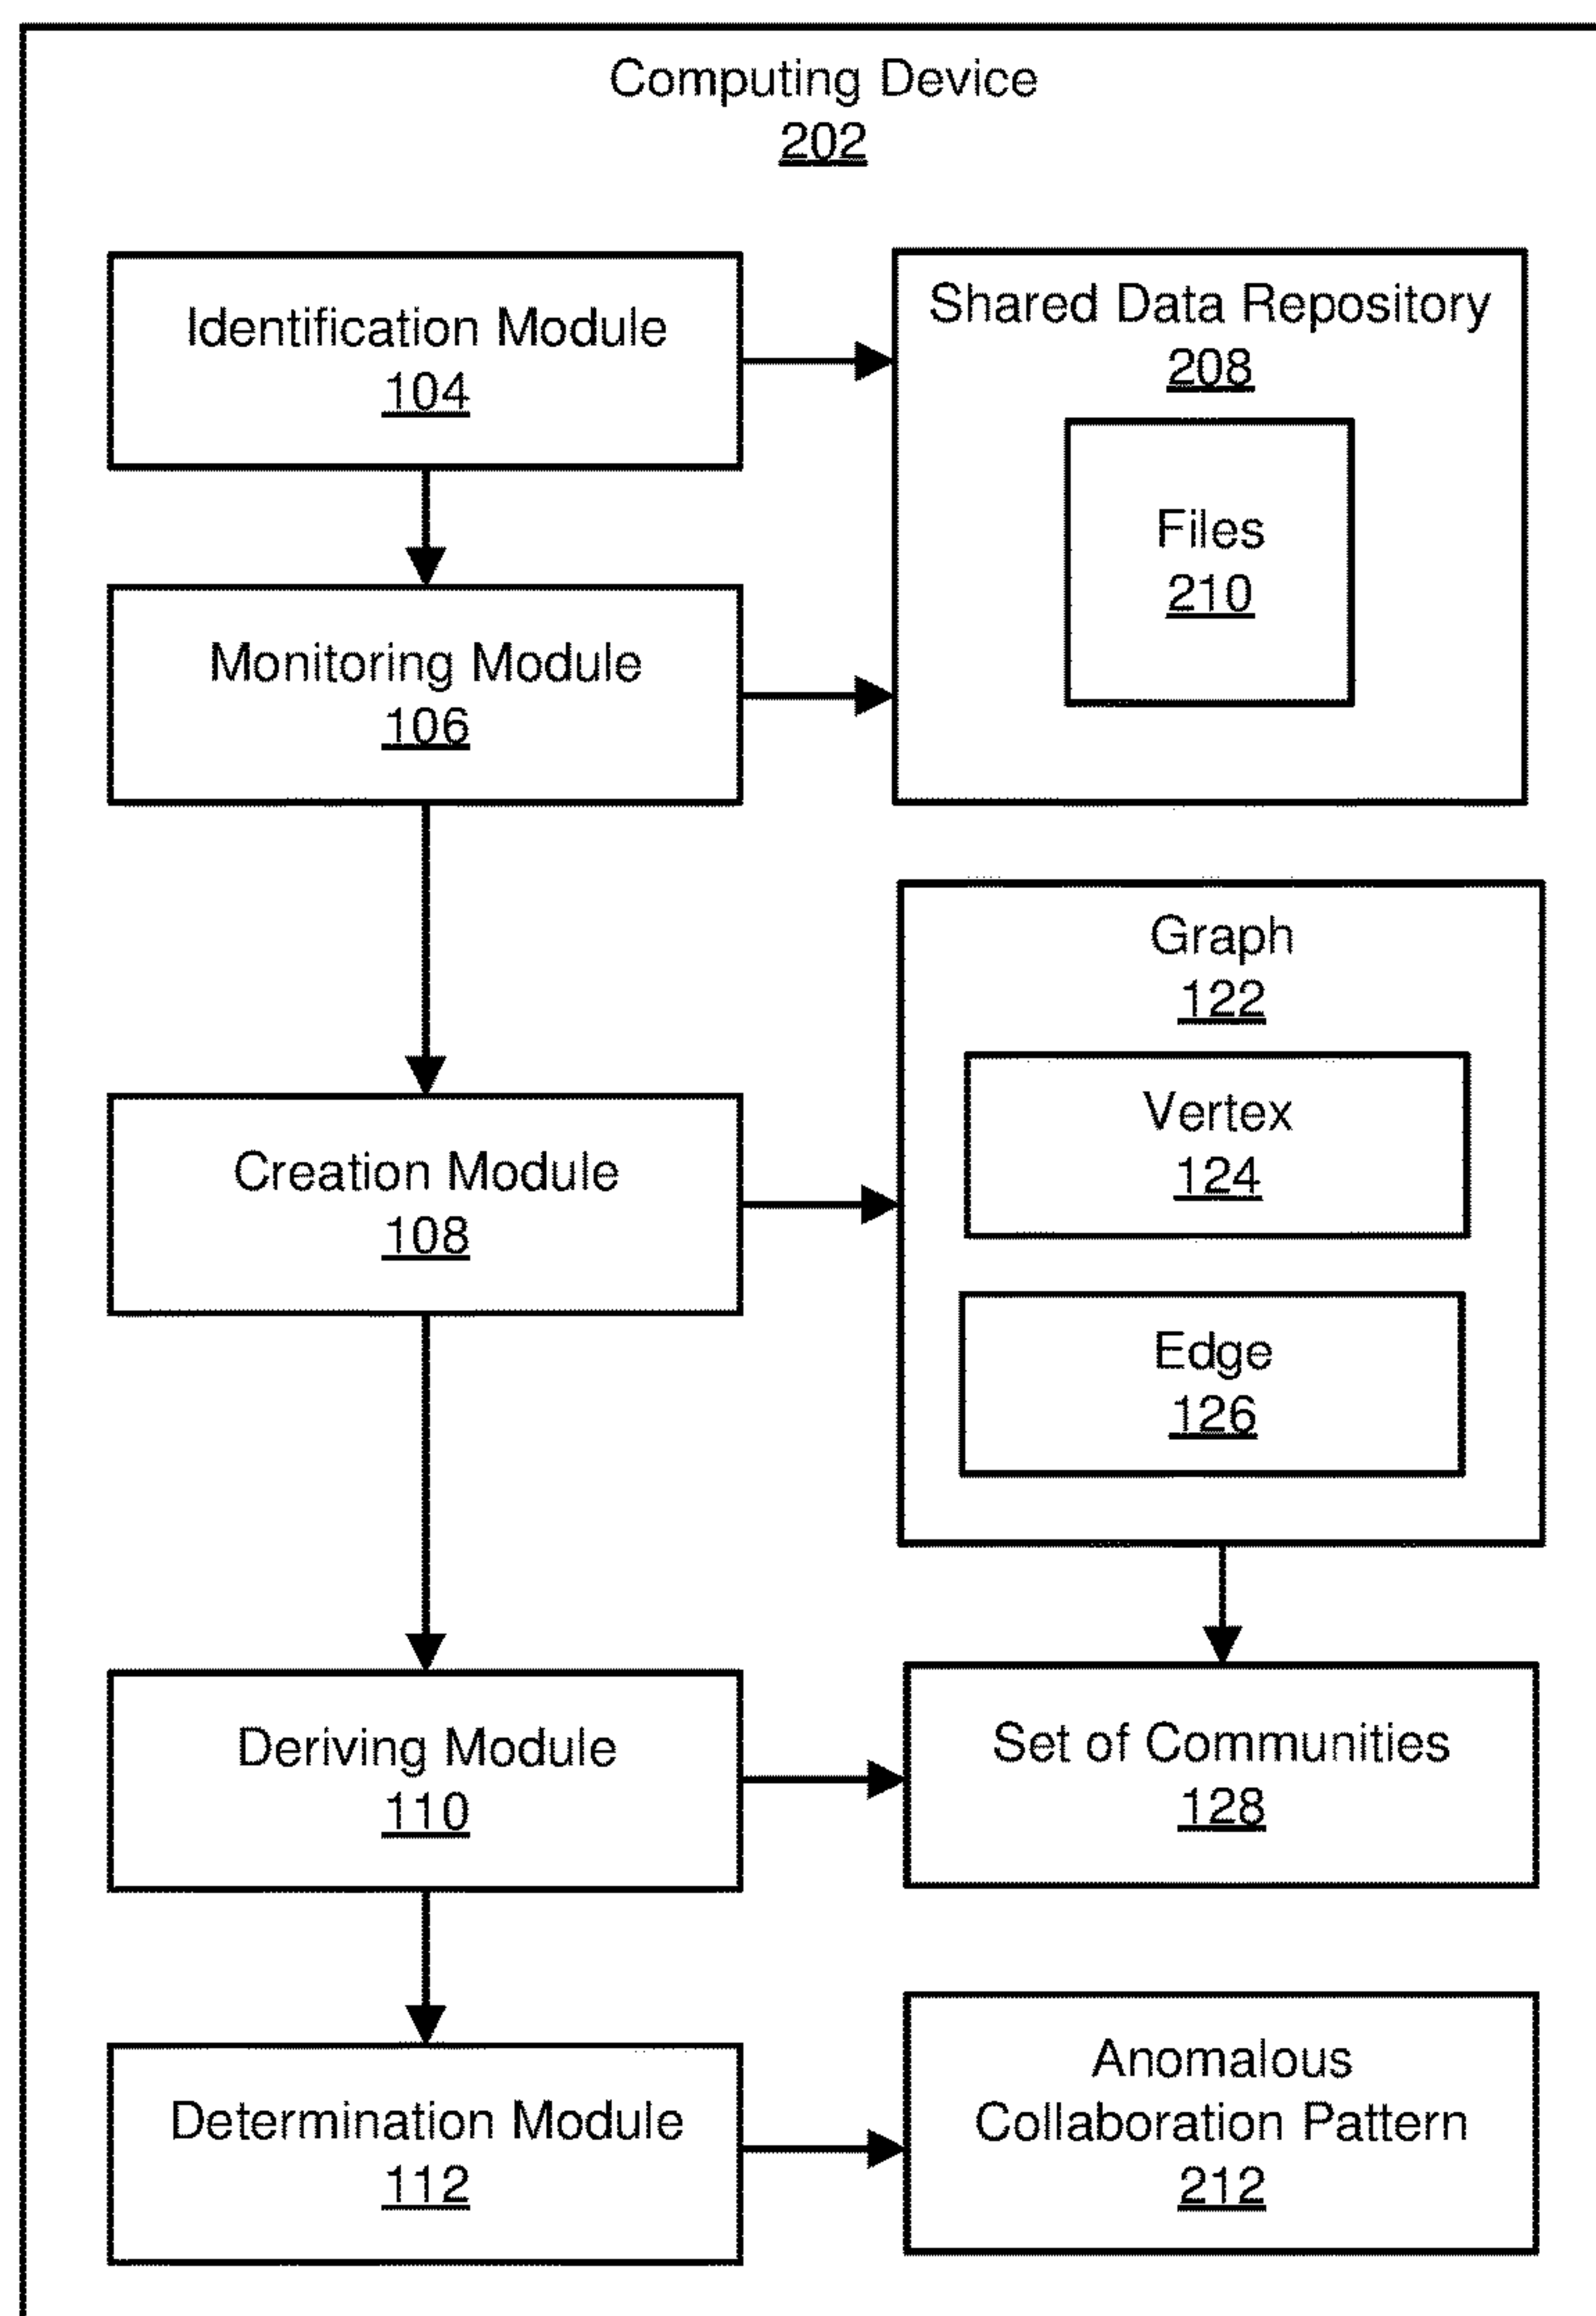 Computing Device
202
Identification Module
104
Shared Data Repository
208
Files
210
Monitoring Module
106
Graph
122
Vertex
124
Creation Module
108
Edge
126
Deriving Module
110
Set of Communities
128
Determination Module
112
Anomalous
Collaboration Pattern
212